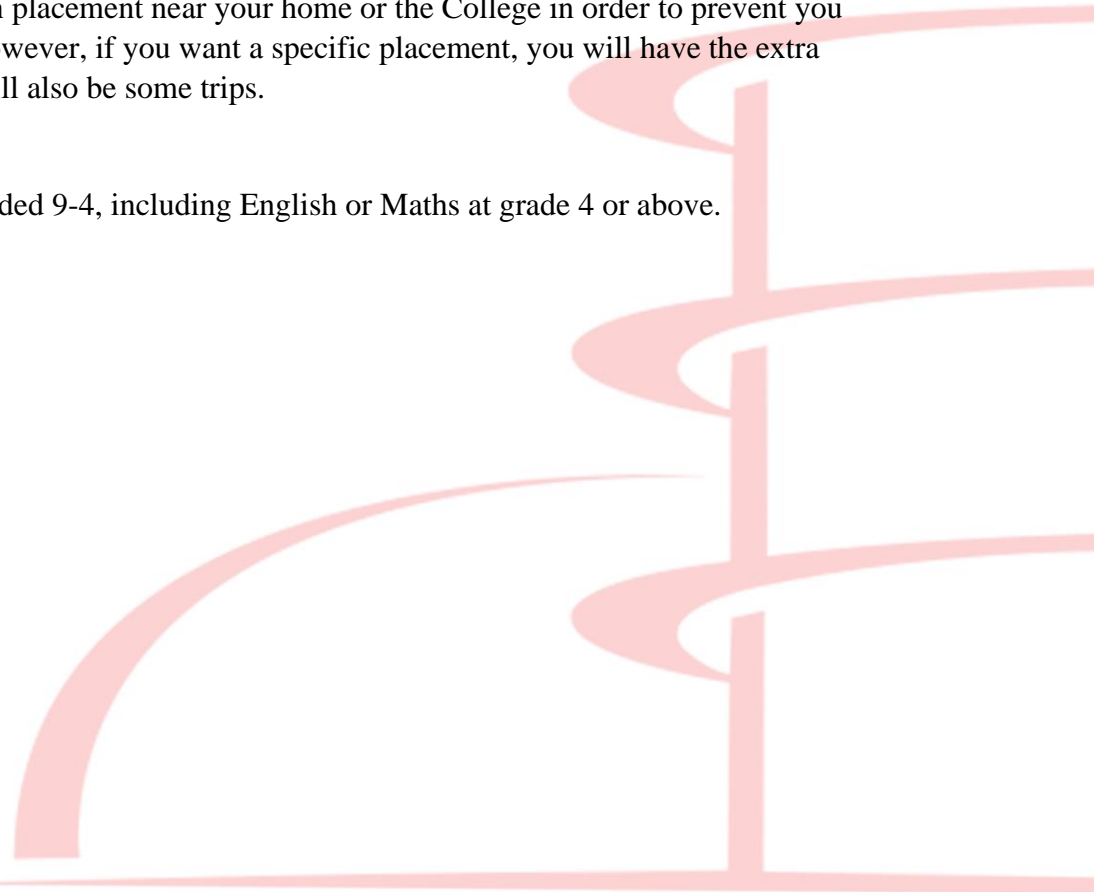 placement near your home or the College in order to prevent you
wever, if you want a specific placement, you will have the extra
ll also be some trips.
ded 9-4, including English or Maths at grade 4 or above.